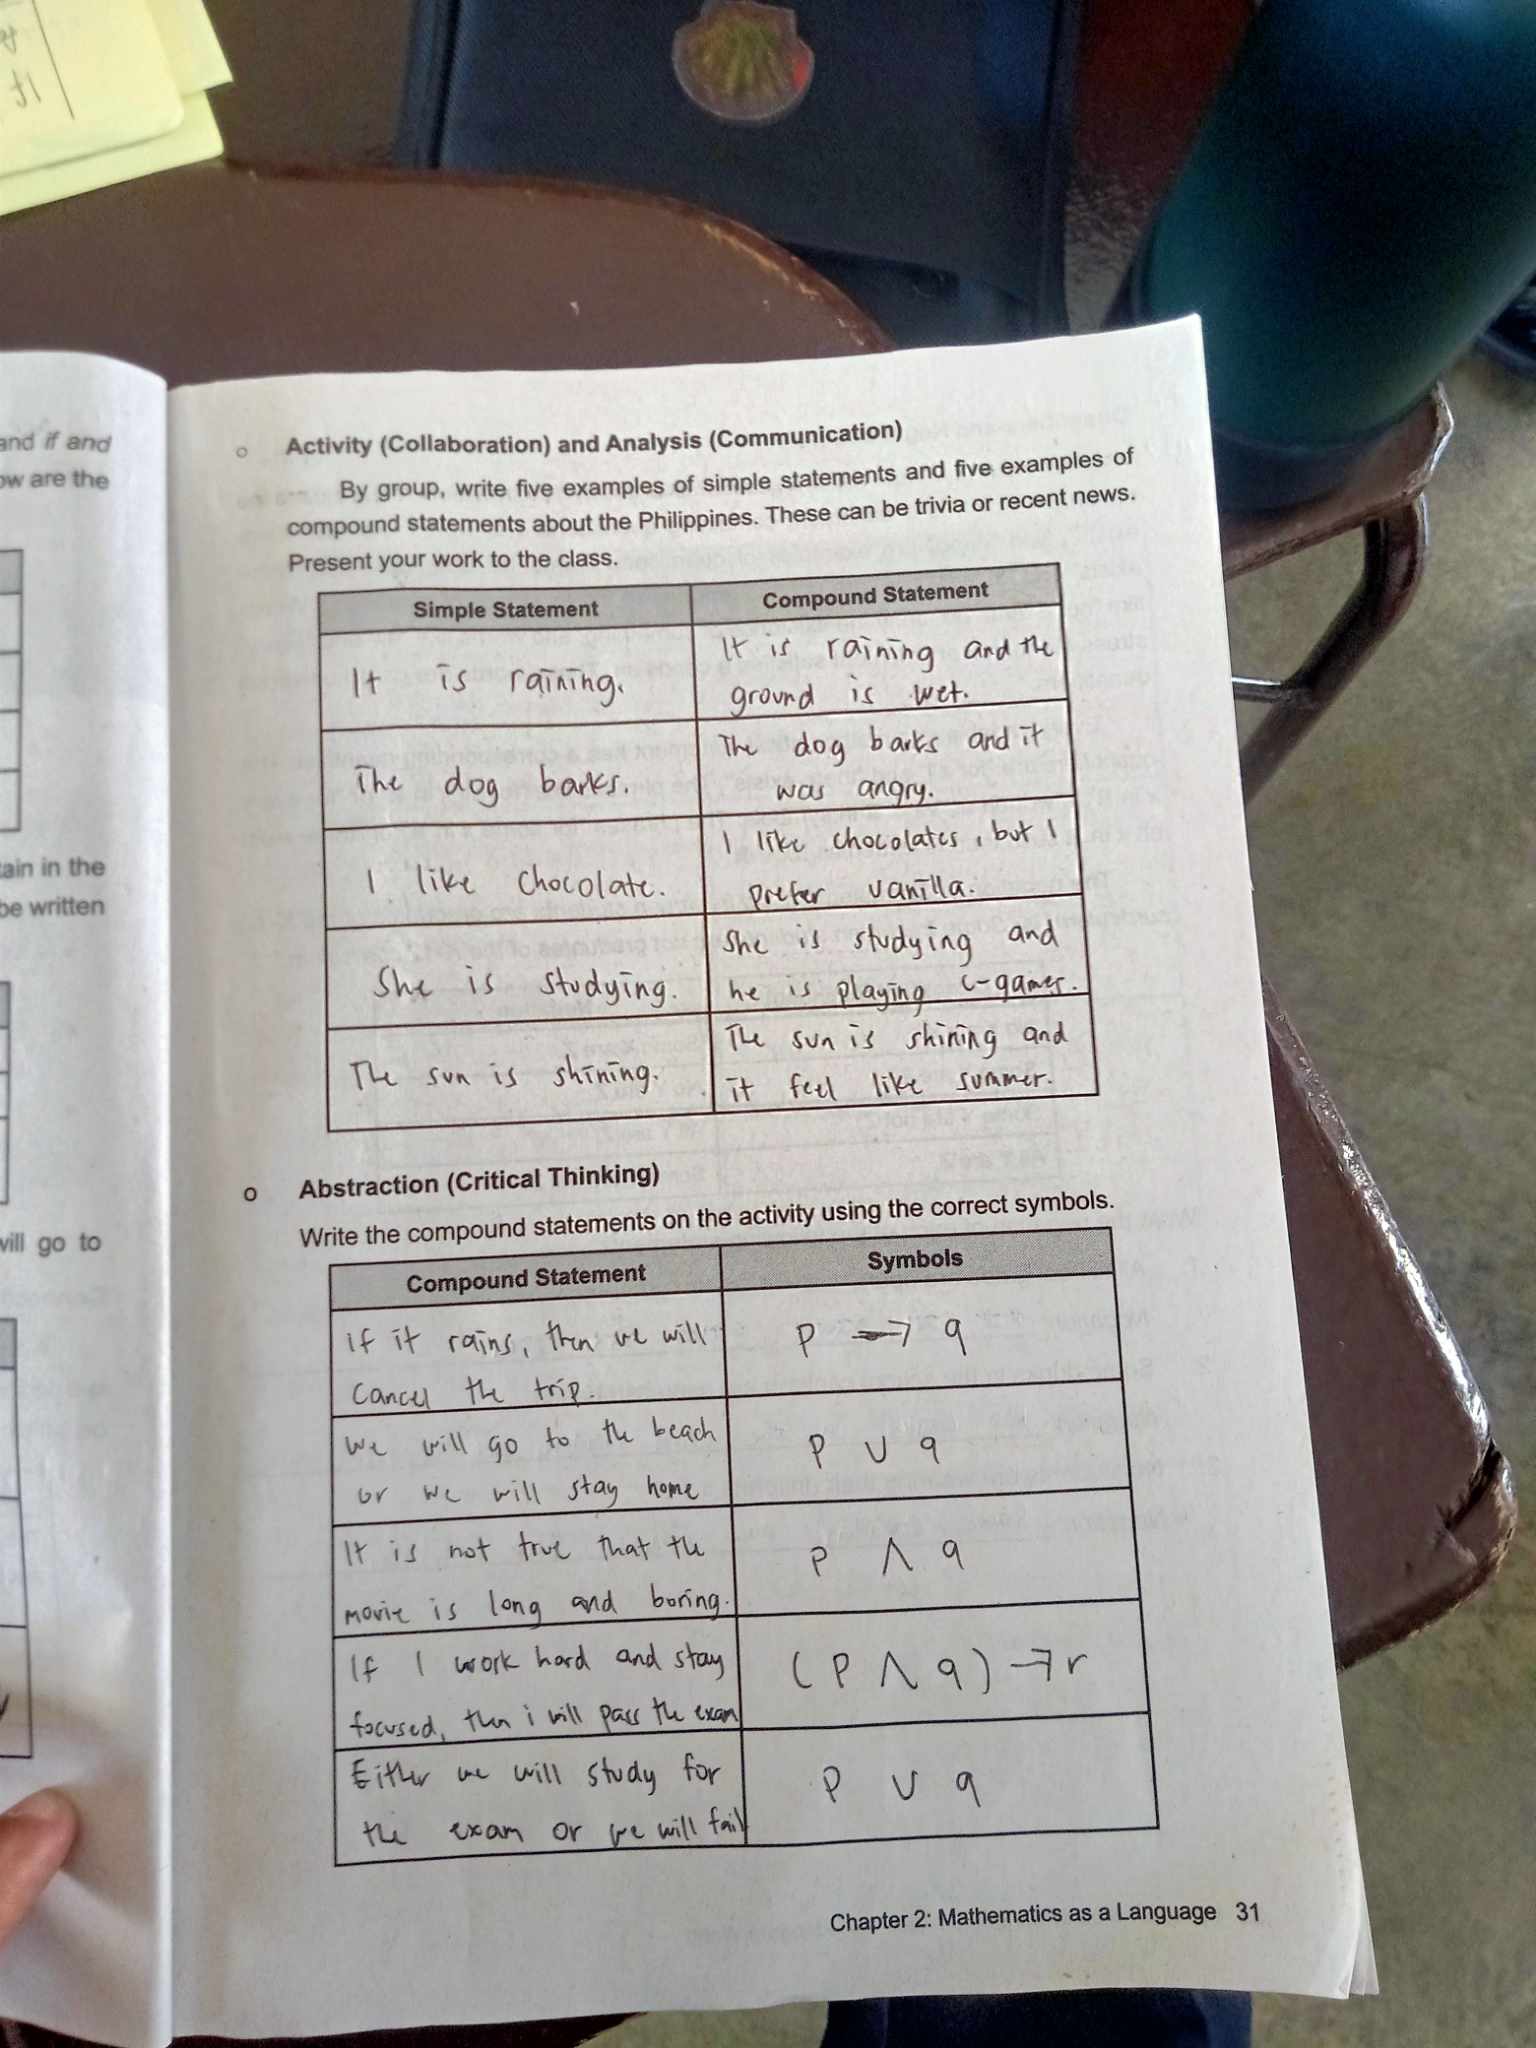 and if and
ow are the
ain in the
be written
will go to
Activity (Collaboration) and Analysis (Communication)
By group, write five examples of simple statements and five examples of
compound statements about the Philippines. These can be trivia or recent news.
Present your work to the class.
Simple Statement
Compound Statement
It is raining.
It is raining and the
ground is wet.
The dog barks.
The dog barks and it
was angry.
I like chocolate.
I like chocolates, but I
prefer vanilla.
She is studying.
She is studying and
he is playing c-games.
The sun is shining.
The sun is shining and
it feel like summer.
Abstraction (Critical Thinking)
Write the compound statements on the activity using the correct symbols.
Compound Statement
Symbols
If it rains, then we will
cancel the trip.
P → q
We will go to the beach
or we will stay home
P ∪ q
It is not true that the
movie is long and boring.
P ∧ q
If I work hard and stay
focused, then i will pass the exam
(P ∧ q) → r
Either we will study for
the exam or we will fail
P ∨ q
Chapter 2: Mathematics as a Language 31